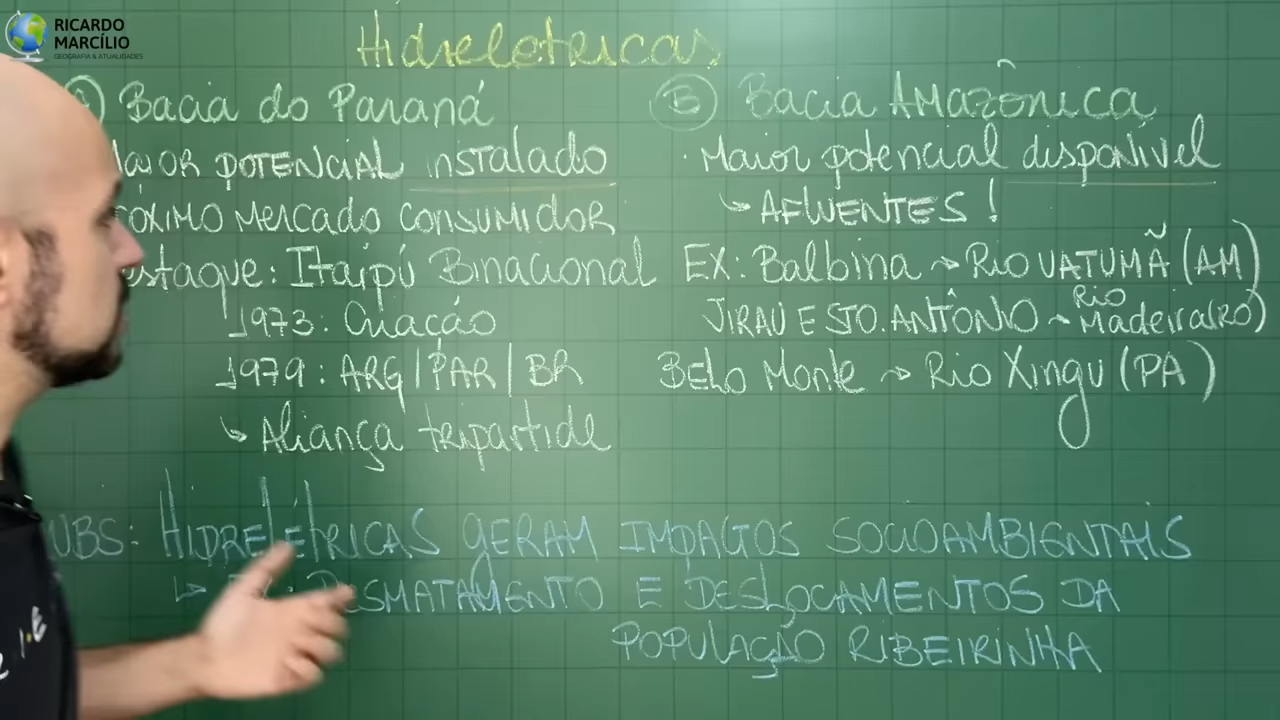 RICARDO
MARCÍLIO
GEOGRAFIA & ATUALIDADES
Hidreletricas
Bacia do Paraná
POTENCIAL instalado
Mercado Consumidor
Itaipú Binacional
1973: Criação
1979: ARG/PAR/BR
↳ Aliança tripartide
B Bacia Amazônica
· Maior potencial disponível
↳ AFLUENTES!
EX: Balbina → Rio UATUMÃ (AM)
JIRAU E STO. ANTÔNIO → Rio Madeira (RO)
Belo Monte → Rio Xingu (PA)
HIDRELÉTRICAS GERAM IMPACTOS SOCIOAMBIENTAIS
DESMATAMENTO E DESLOCAMENTOS DA
POPULAÇÃO RIBEIRINHA